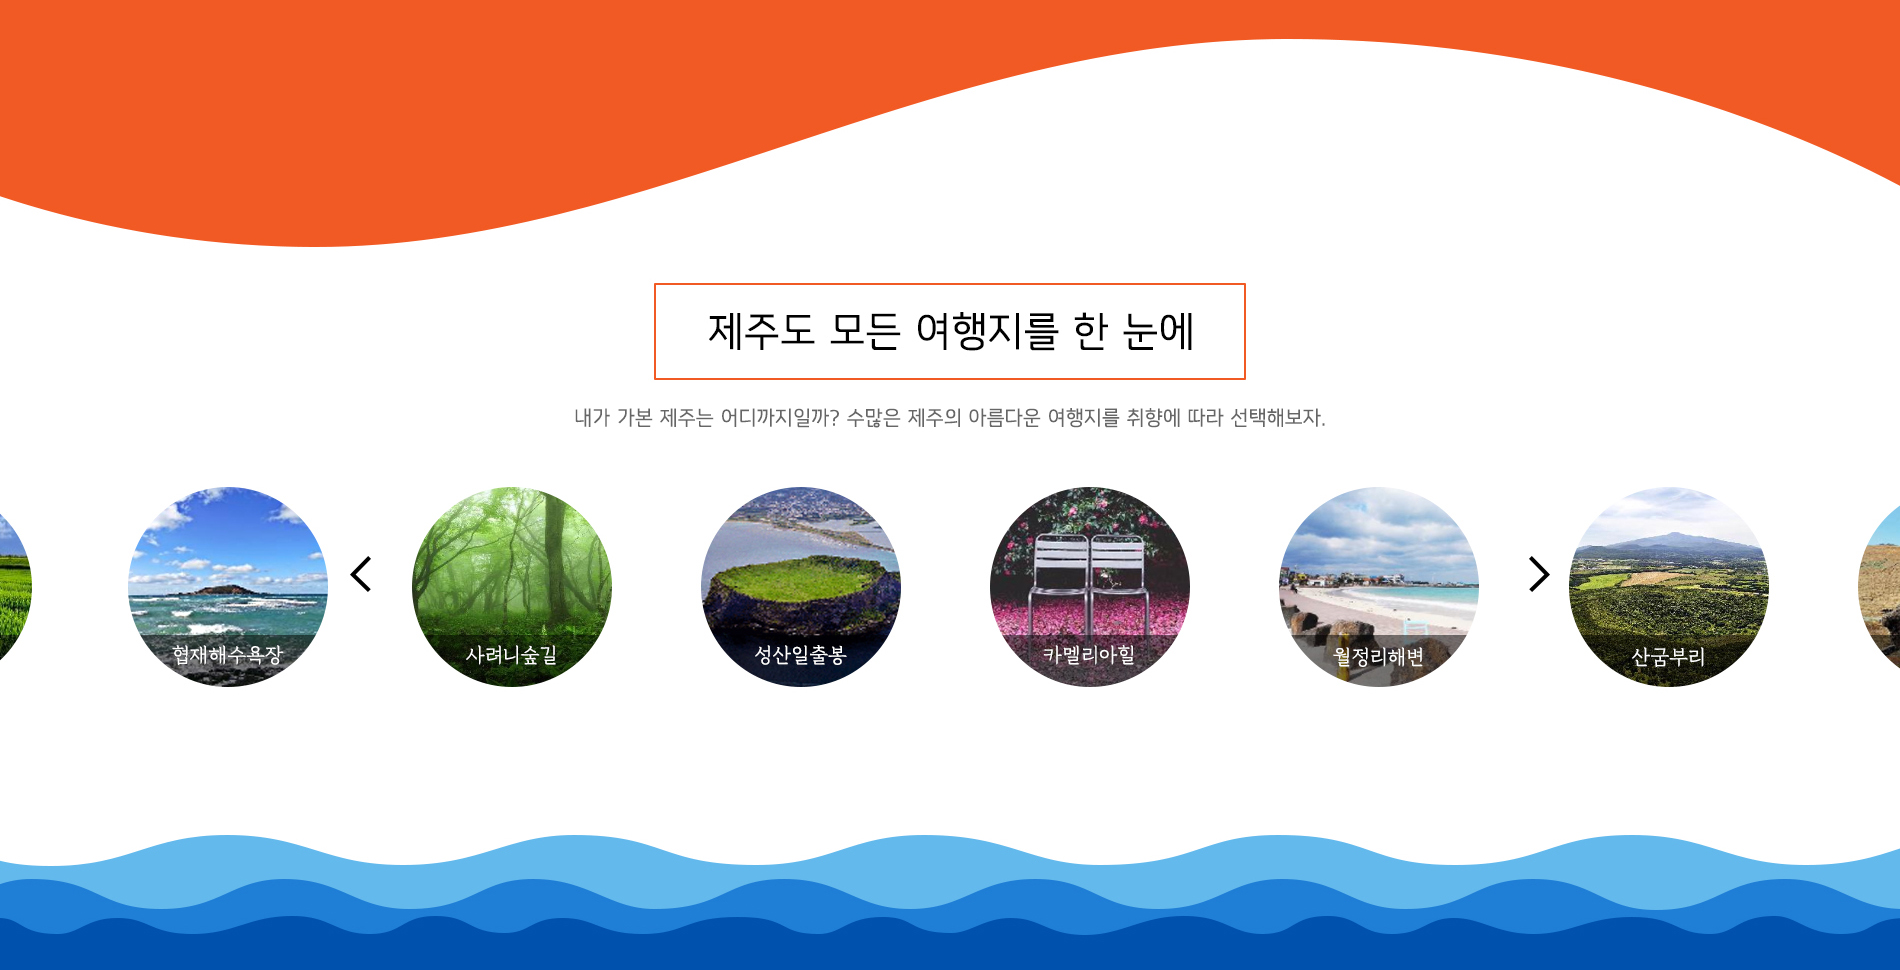 제주도 모든 여행지를 한 눈에
내가 가본 제주는 어디까지일까? 수많은 제주의 아름다운 여행지를 취향에 따라 선택해보자.
협재해수욕장
사려니숲길
성산일출봉
카멜리아힐
월정리해변
산굼부리